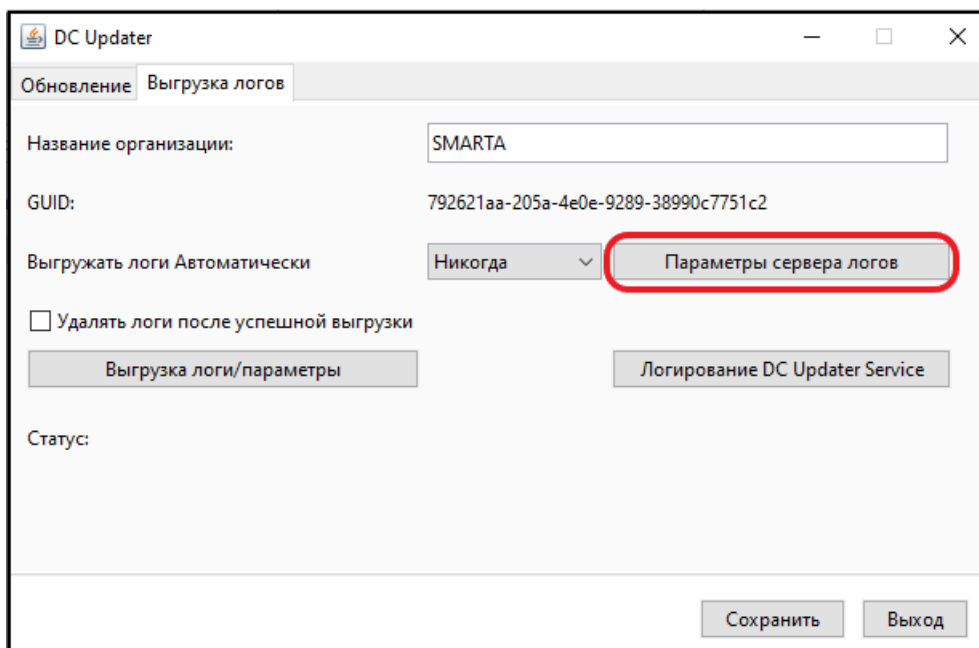 DC Updater
Обновление Выгрузка логов
Название организации: SMARTA
GUID: 792621aa-205a-4e0e-9289-38990c7751c2
Выгружать логи Автоматически Никогда Параметры сервера логов
Удалять логи после успешной выгрузки
Выгрузка логи/параметры Логирование DC Updater Service
Статус:
Сохранить Выход